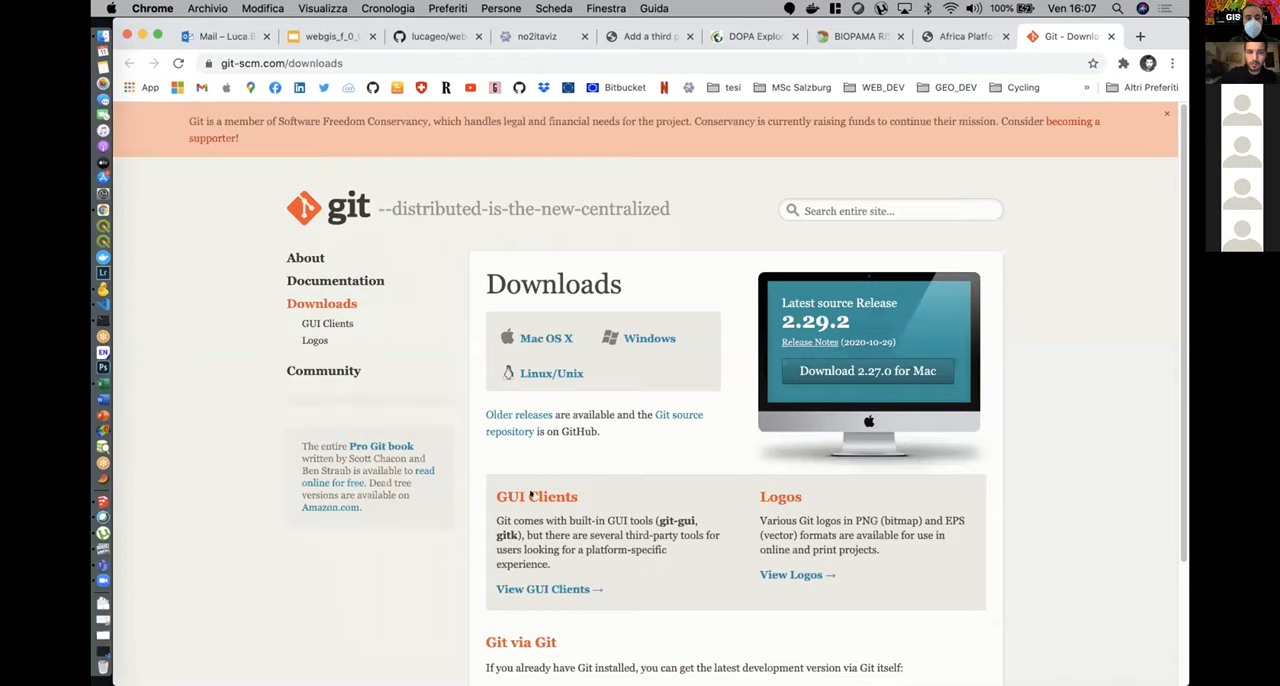 Chrome Archivio Modifica Visualizza Cronologia Preferiti Persone Scheda Finestra Guida 100% Ven 16:07
Mail – Luca.B webgis_f_0_ lucageo/web no2itaviz Add a third p DOPA Explor BIOPAMA RI Africa Platfo Git - Downlo
git-scm.com/downloads
App Bitbucket tesi MSc Salzburg WEB_DEV GEO_DEV Cycling » Altri Preferiti
Git is a member of Software Freedom Conservancy, which handles legal and financial needs for the project. Conservancy is currently raising funds to continue their mission. Consider becoming a
supporter!
git --distributed-is-the-new-centralized
Search entire site...
About
Documentation
Downloads
GUI Clients
Logos
Community
The entire Pro Git book
written by Scott Chacon and
Ben Straub is available to read
online for free. Dead tree
versions are available on
Amazon.com.
Downloads
Mac OS X Windows
Linux/Unix
Older releases are available and the Git source
repository is on GitHub.
Latest source Release
2.29.2
Release Notes (2020-10-29)
Download 2.27.0 for Mac
GUI Clients
Git comes with built-in GUI tools (git-gui,
gitk), but there are several third-party tools for
users looking for a platform-specific
experience.
View GUI Clients →
Logos
Various Git logos in PNG (bitmap) and EPS
(vector) formats are available for use in
online and print projects.
View Logos →
Git via Git
If you already have Git installed, you can get the latest development version via Git itself:
GIS